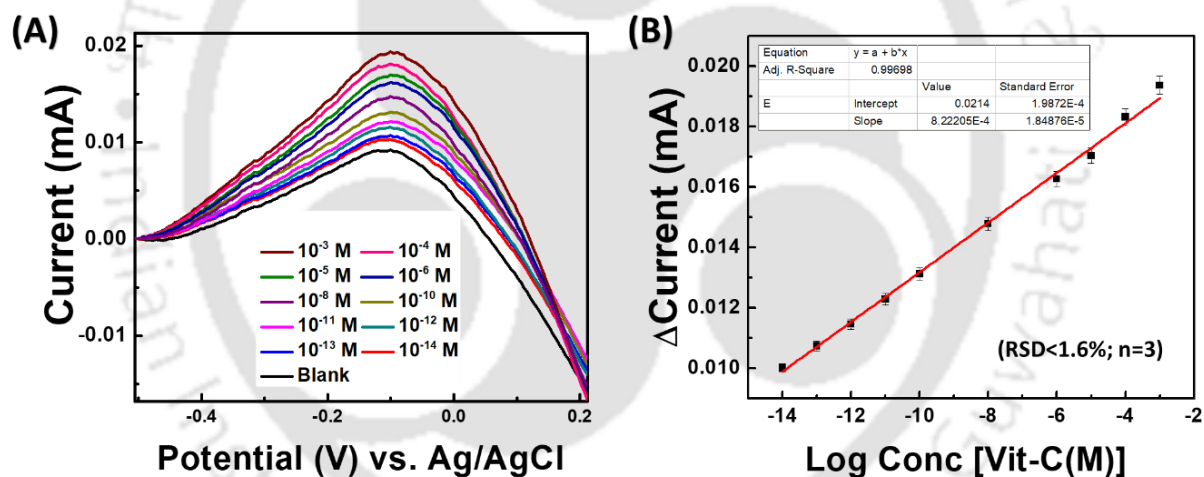 (A)
0.02
0.01
0.00
-0.01
Current (mA)
10⁻³ M 10⁻⁴ M
10⁻⁵ M 10⁻⁶ M
10⁻⁸ M 10⁻¹⁰ M
10⁻¹¹ M 10⁻¹² M
10⁻¹³ M 10⁻¹⁴ M
Blank
-0.4 -0.2 0.0 0.2
Potential (V) vs. Ag/AgCl
(B)
0.020
0.018
0.016
0.014
0.012
0.010
ΔCurrent (mA)
Equation y = a + b*x
Adj. R-Square 0.99698
Value Standard Error
E Intercept 0.0214 1.9872E-4
Slope 8.22205E-4 1.84876E-5
(RSD<1.6%; n=3)
-14 -12 -10 -8 -6 -4 -2
Log Conc [Vit-C(M)]
Indian
Guwahati